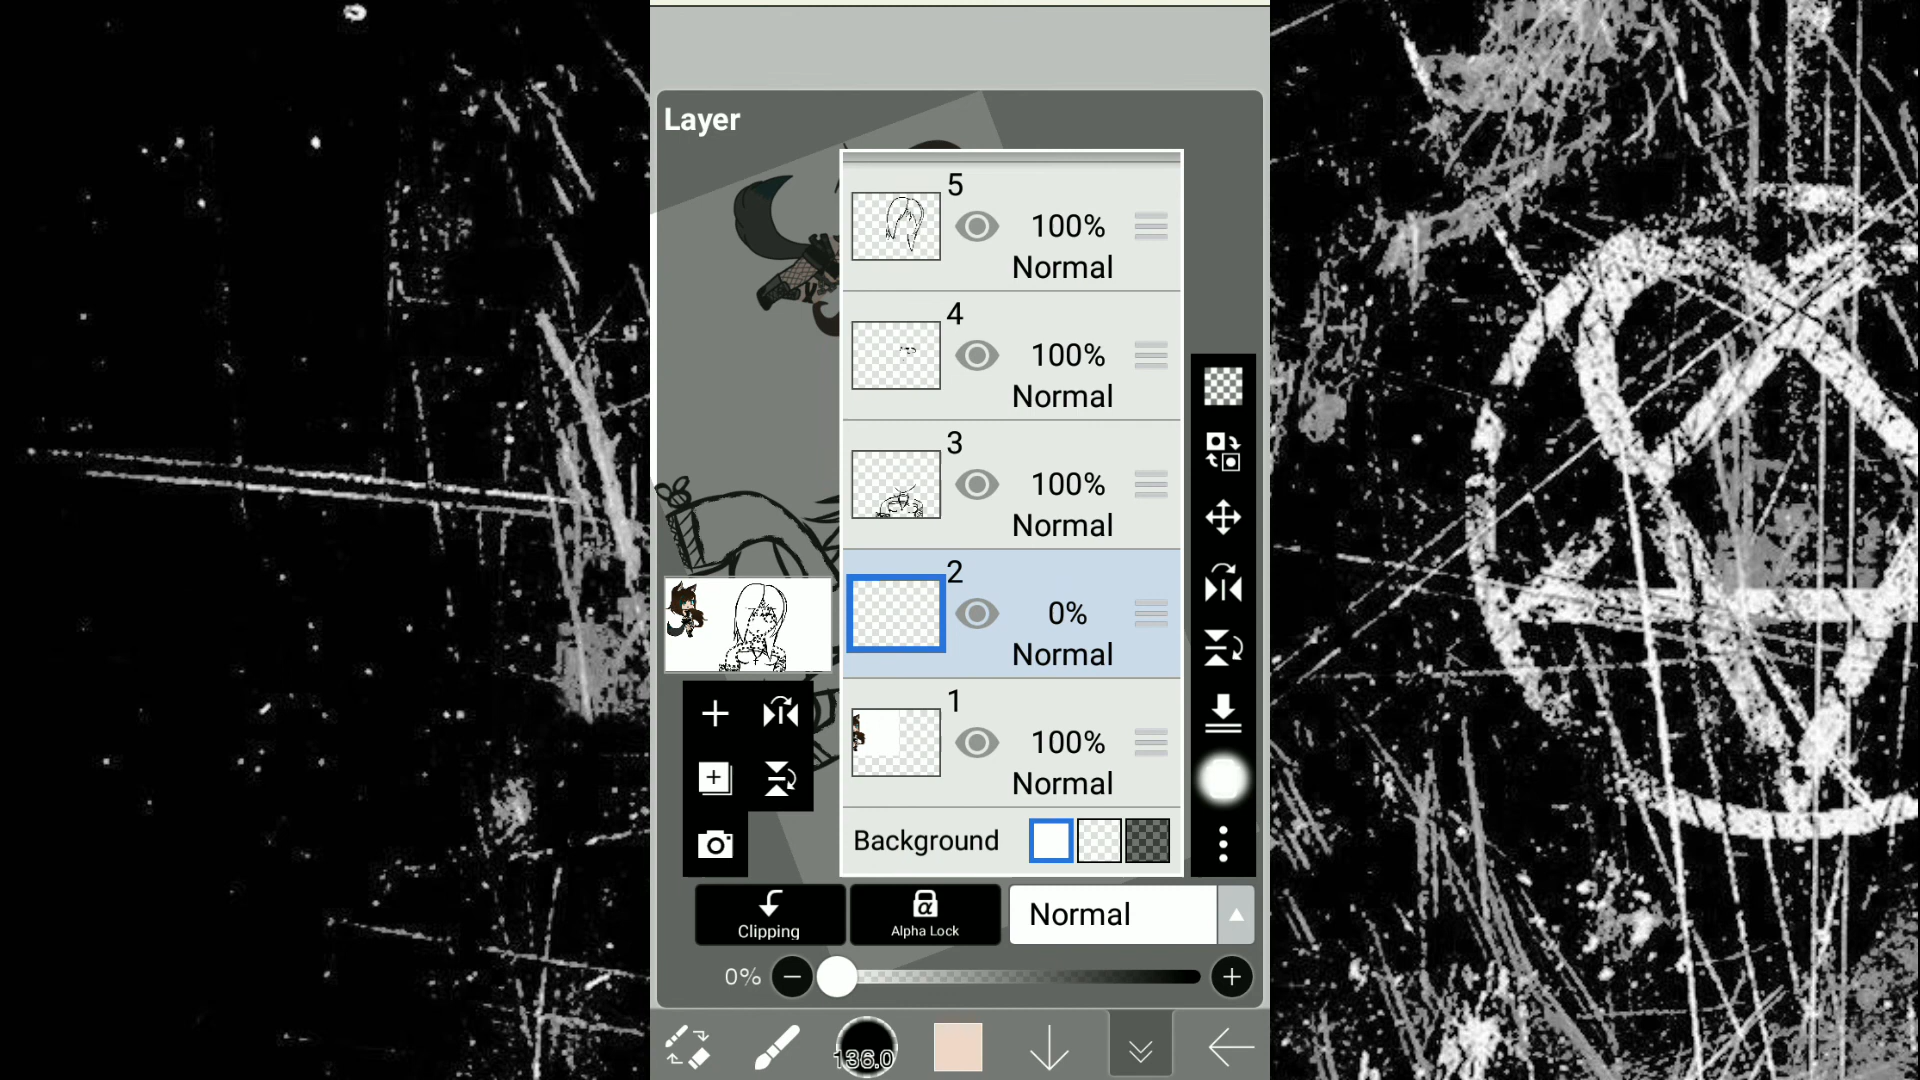 Layer
5
100%
Normal
4
100%
Normal
3
100%
Normal
2
0%
Normal
1
100%
Normal
Background
Clipping
α
Alpha Lock
Normal
0%
136.0